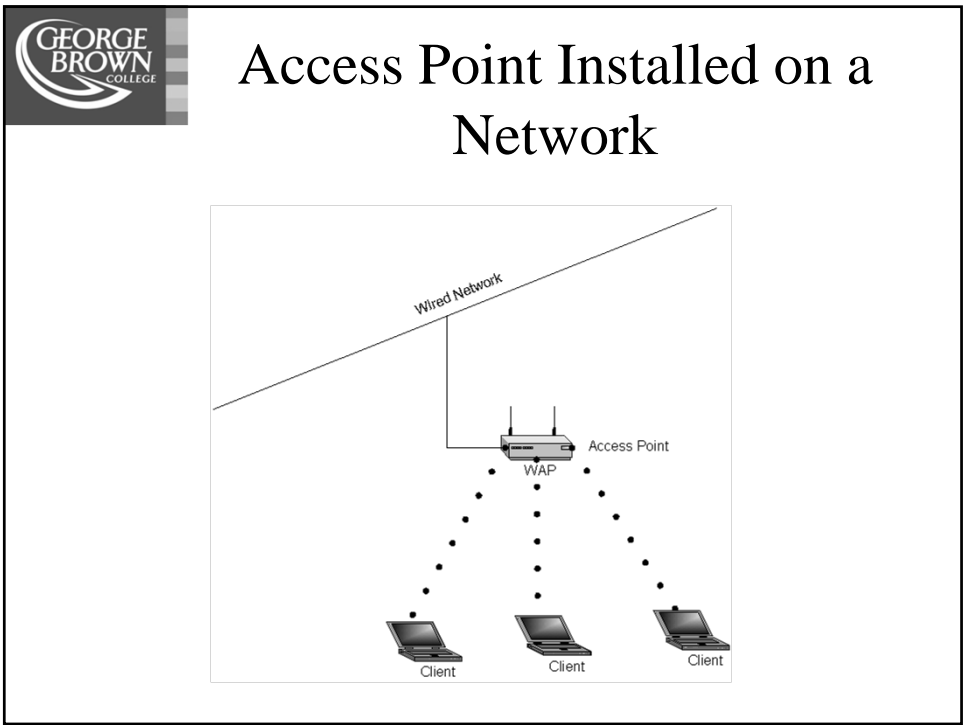 GEORGE
BROWN
COLLEGE
Access Point Installed on a
Network
Wired Network
Access Point
WAP
Client
Client
Client